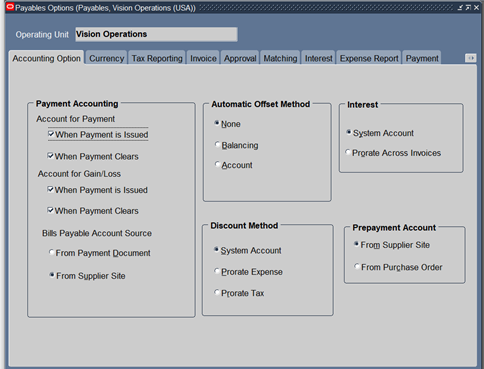 Payables Options (Payables, Vision Operations (USA))
Operating Unit Vision Operations
Accounting Option Currency Tax Reporting Invoice Approval Matching Interest Expense Report Payment
Payment Accounting
Account for Payment
When Payment is Issued
When Payment Clears
Account for Gain/Loss
When Payment is Issued
When Payment Clears
Bills Payable Account Source
From Payment Document
From Supplier Site
Automatic Offset Method
None
Balancing
Account
Interest
System Account
Prorate Across Invoices
Discount Method
System Account
Prorate Expense
Prorate Tax
Prepayment Account
From Supplier Site
From Purchase Order